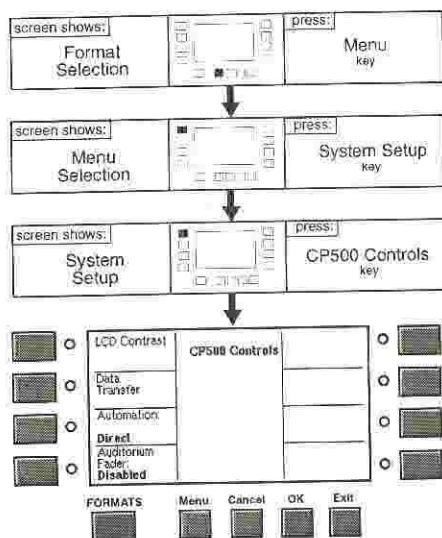 screen shows:
press:
Format
Selection
Menu
key
screen shows:
press:
Menu
Selection
System Setup
key
screen shows:
press:
System
Setup
CP500 Controls
key
LCD Contrast
CP500 Controls
Data
Transfer
Automation:
Direct
Auditorium
Fader:
Disabled
FORMATS
Menu
Cancel
OK
Exit